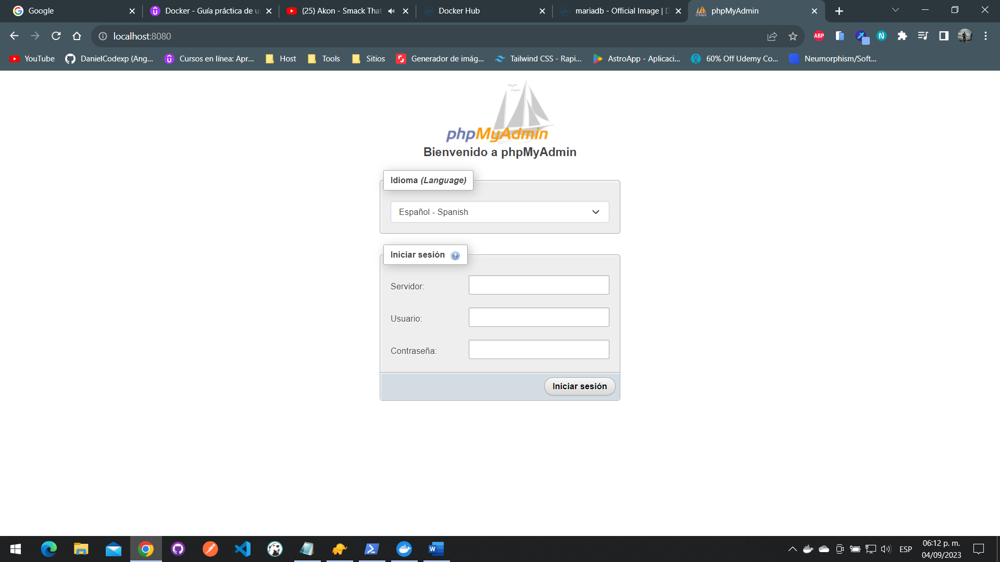 Google
Docker - Guía práctica de u
(25) Akon - Smack That
Docker Hub
mariadb - Official Image | D
phpMyAdmin
localhost:8080
ABP
N
YouTube
DanielCodexp (Ang...
Cursos en línea: Apr...
Host
Tools
Sitios
Generador de imág...
Tailwind CSS - Rapi...
AstroApp - Aplicaci...
60% Off Udemy Co...
Neumorphism/Soft...
phpMyAdmin
Bienvenido a phpMyAdmin
Idioma (Language)
Español - Spanish
Iniciar sesión
Servidor:
Usuario:
Contraseña:
Iniciar sesión
ESP
06:12 p. m.
04/09/2023